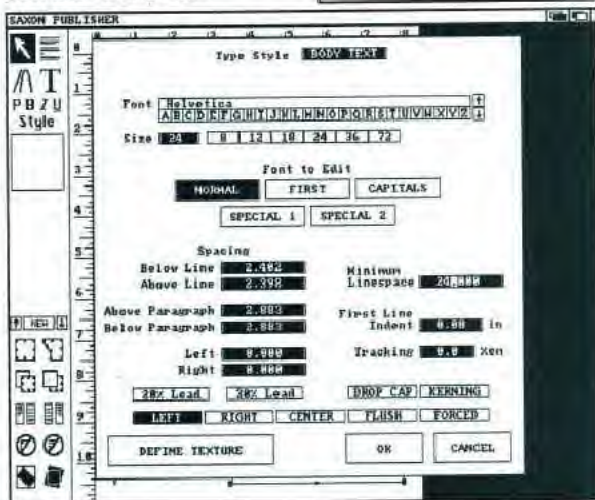 SAXON PUBLISHER
Type Style BODY TEXT
PBZU
Style
Font Helvetica
A B C D E F G H I J K L M N O P Q R S T U V W X Y Z
Size 24 8 12 18 24 36 72
Font to Edit
NORMAL FIRST CAPITALS
SPECIAL 1 SPECIAL 2
Spacing
Below Line 2.402
Above Line 2.398
Minimum
Linespace
Above Paragraph 2.883
Below Paragraph 2.883
First Line
Indent 0.00 in
Left 0.000
Right 0.000
Tracking 0.0 Xen
NEW
20% Lead 30% Lead DROP CAP KERNING
LEFT RIGHT CENTER FLUSH FORCED
DEFINE TEXTURE OK CANCEL